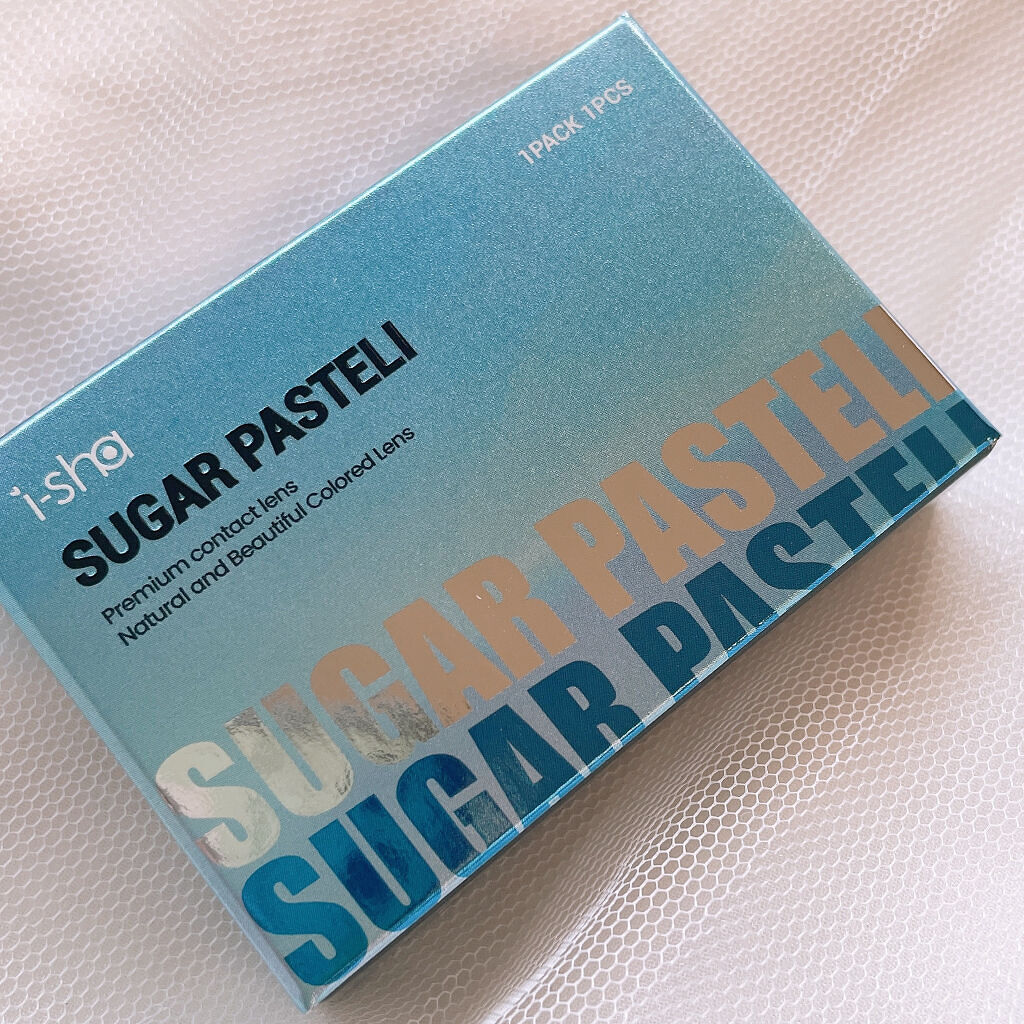 1PACK 1PCS
i-sha
SUGAR PASTELI
Premium contact lens
Natural and Beautiful Colored Lens
SUGAR PASTELI
SUGAR PASTELI